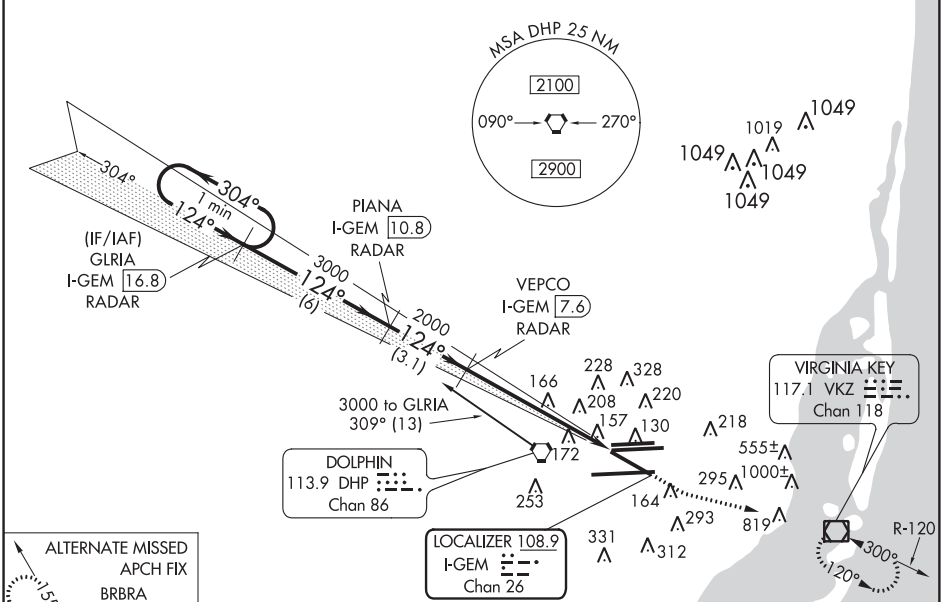 MSA DHP 25 NM
2100
090°
270°
2900
1049
1019
1049
1049
1049
304°
304°
1 min
124°
(IF/IAF)
GLRIA
I-GEM 16.8
RADAR
PIANA
I-GEM 10.8
RADAR
3000
124°
(6)
VEPCO
I-GEM 7.6
RADAR
2000
124°
(3.1)
3000 to GLRIA
309° (13)
166
228
328
208
220
157
130
172
218
555±
295
1000±
164
253
293
819
331
312
VIRGINIA KEY
117.1 VKZ
Chan 118
DOLPHIN
113.9 DHP
Chan 86
LOCALIZER 108.9
I-GEM
Chan 26
R-120
300°
120°
ALTERNATE MISSED
APCH FIX
BRBRA